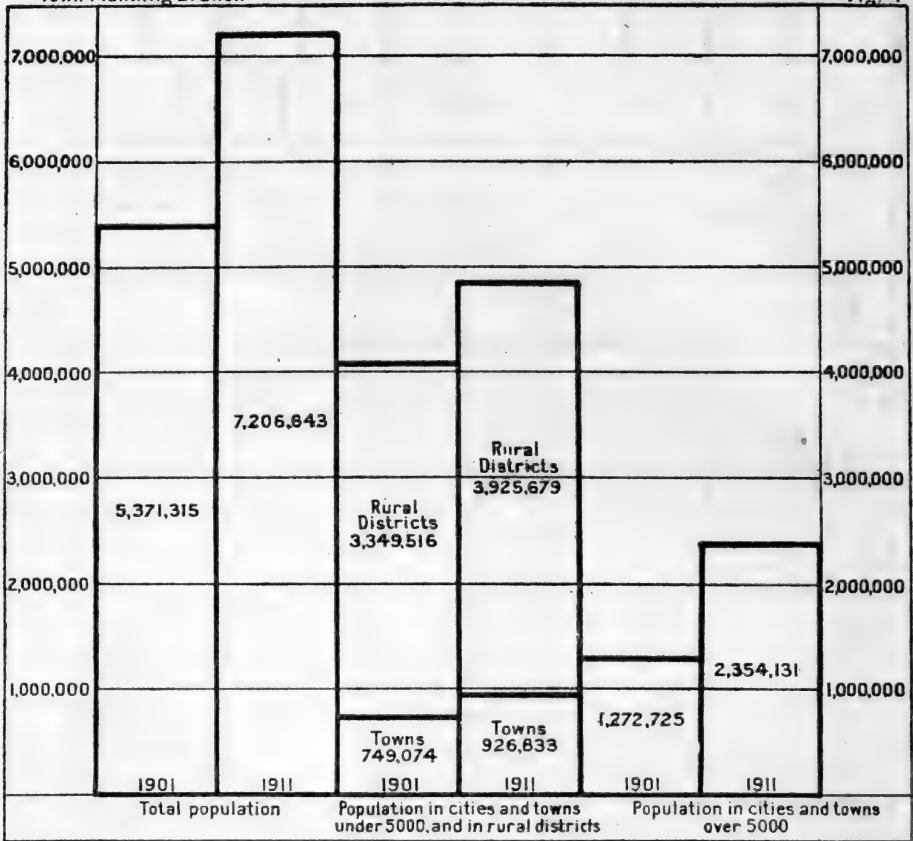 Town Planning Branch
7,000,000
7,000,000
6,000,000
6,000,000
5,000,000
5,000,000
4,000,000
4,000,000
3,000,000
3,000,000
2,000,000
2,000,000
1,000,000
1,000,000
5,371,315
1901
7,206,643
1911
Total population
Rural
Districts
3,349,516
Towns
749,074
1901
Rural
Districts
3,925,679
Towns
926,833
1911
Population in cities and towns
under 5000, and in rural districts
1,272,725
1901
2,354,131
1911
Population in cities and towns
over 5000